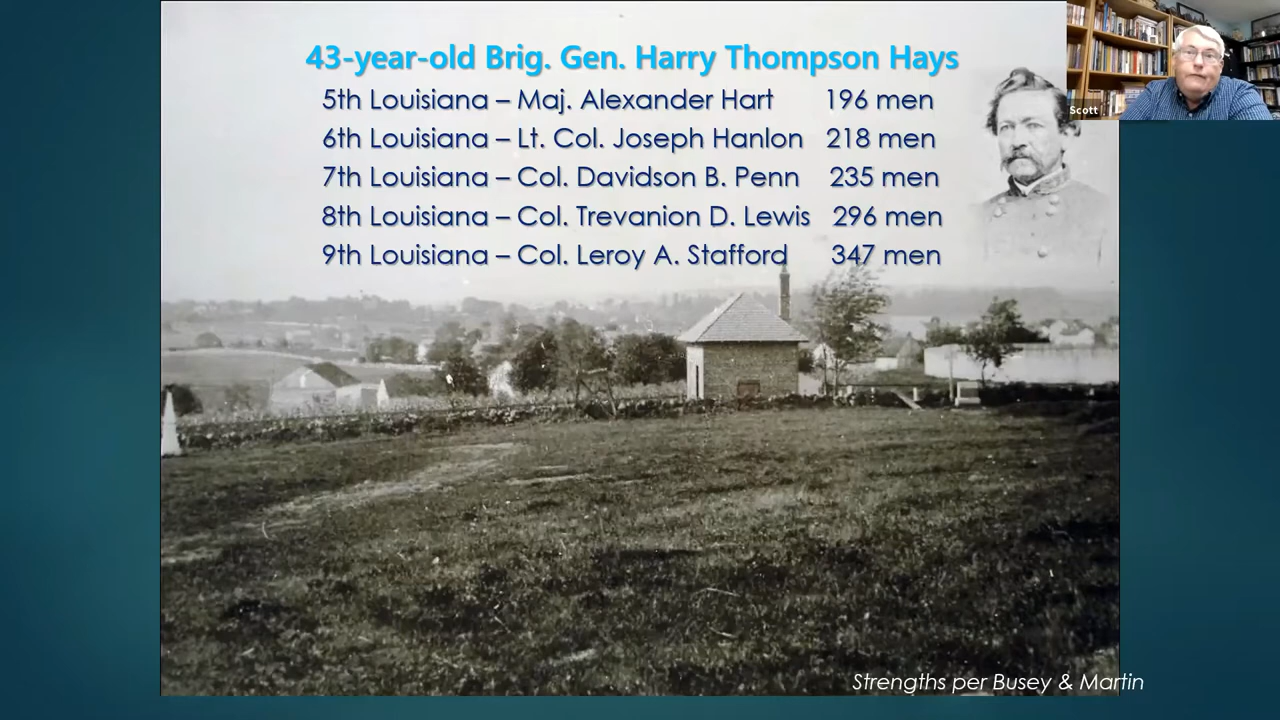 43-year-old Brig. Gen. Harry Thompson Hays
5th Louisiana – Maj. Alexander Hart 196 men
6th Louisiana – Lt. Col. Joseph Hanlon 218 men
7th Louisiana – Col. Davidson B. Penn 235 men
8th Louisiana – Col. Trevanion D. Lewis 296 men
9th Louisiana – Col. Leroy A. Stafford 347 men
Scott
Strengths per Busey & Martin